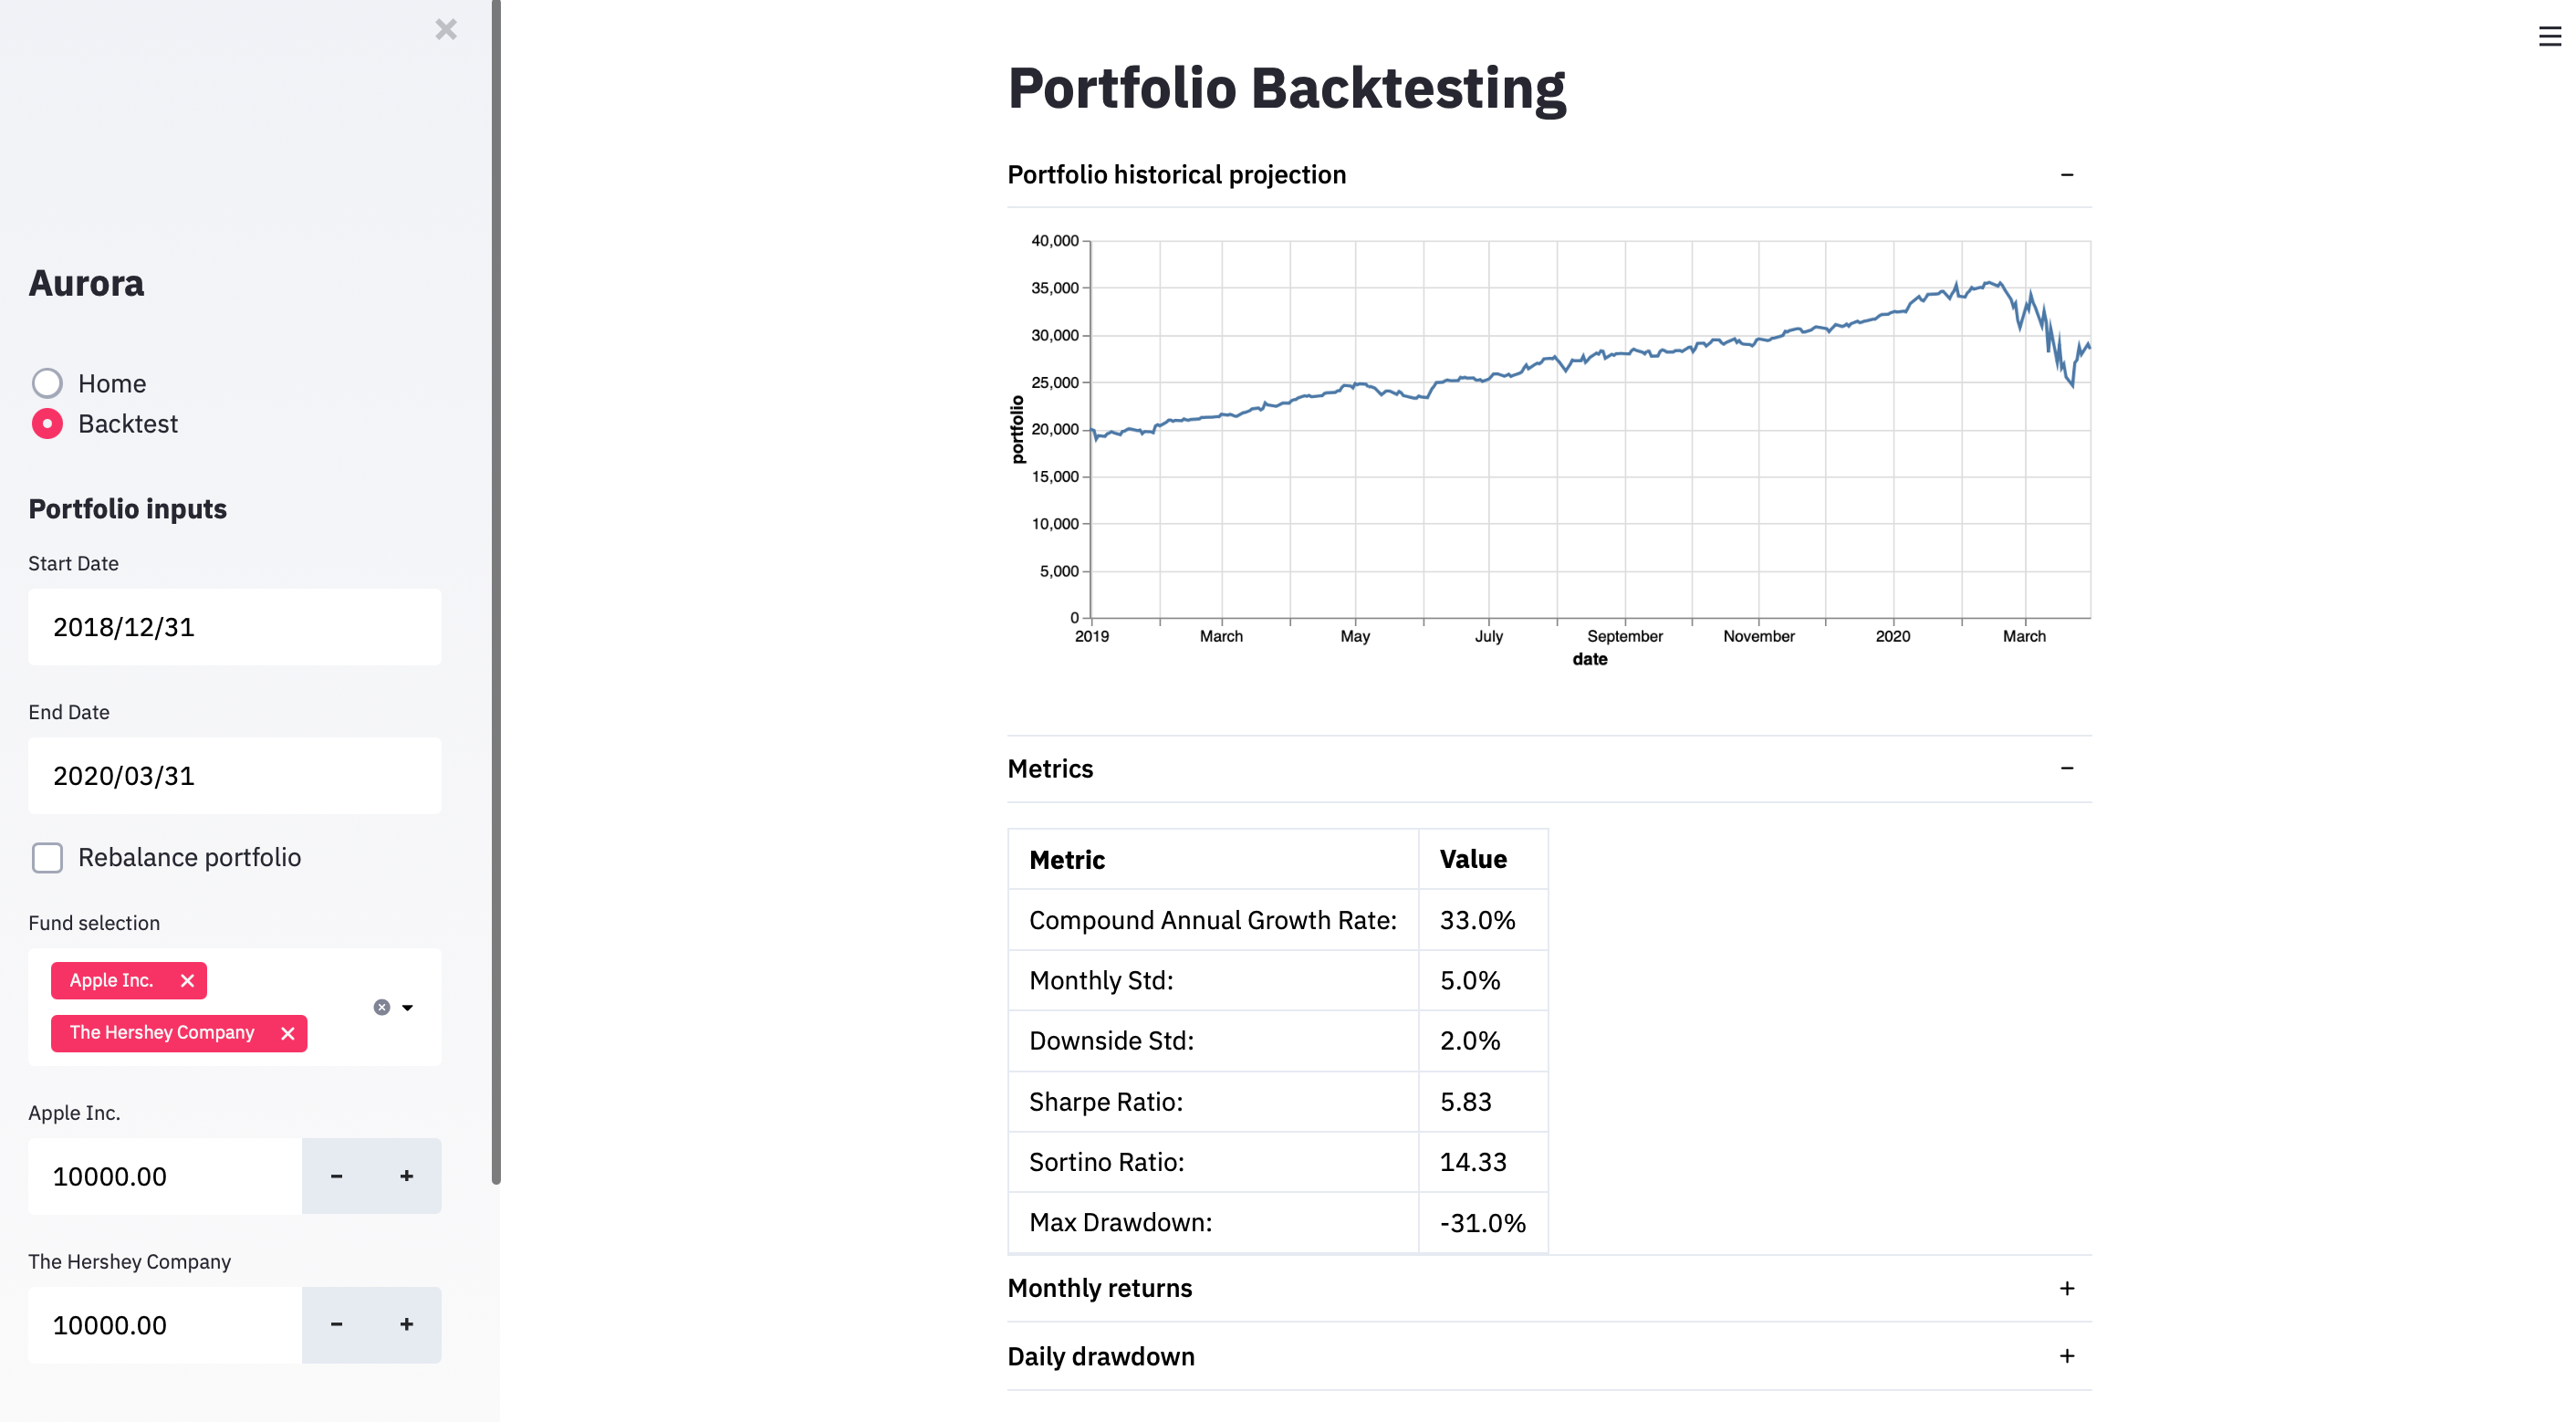 Aurora
Home
Backtest
Portfolio inputs
Start Date
2018/12/31
End Date
2020/03/31
Rebalance portfolio
Fund selection
Apple Inc.
The Hershey Company
Apple Inc.
10000.00 - +
The Hershey Company
10000.00 - +
Portfolio Backtesting
Portfolio historical projection
40,000
35,000
30,000
25,000
20,000
15,000
10,000
5,000
0
portfolio
2019 March May July September November 2020 March
date
Metrics
Metric Value
Compound Annual Growth Rate: 33.0%
Monthly Std: 5.0%
Downside Std: 2.0%
Sharpe Ratio: 5.83
Sortino Ratio: 14.33
Max Drawdown: -31.0%
Monthly returns +
Daily drawdown +